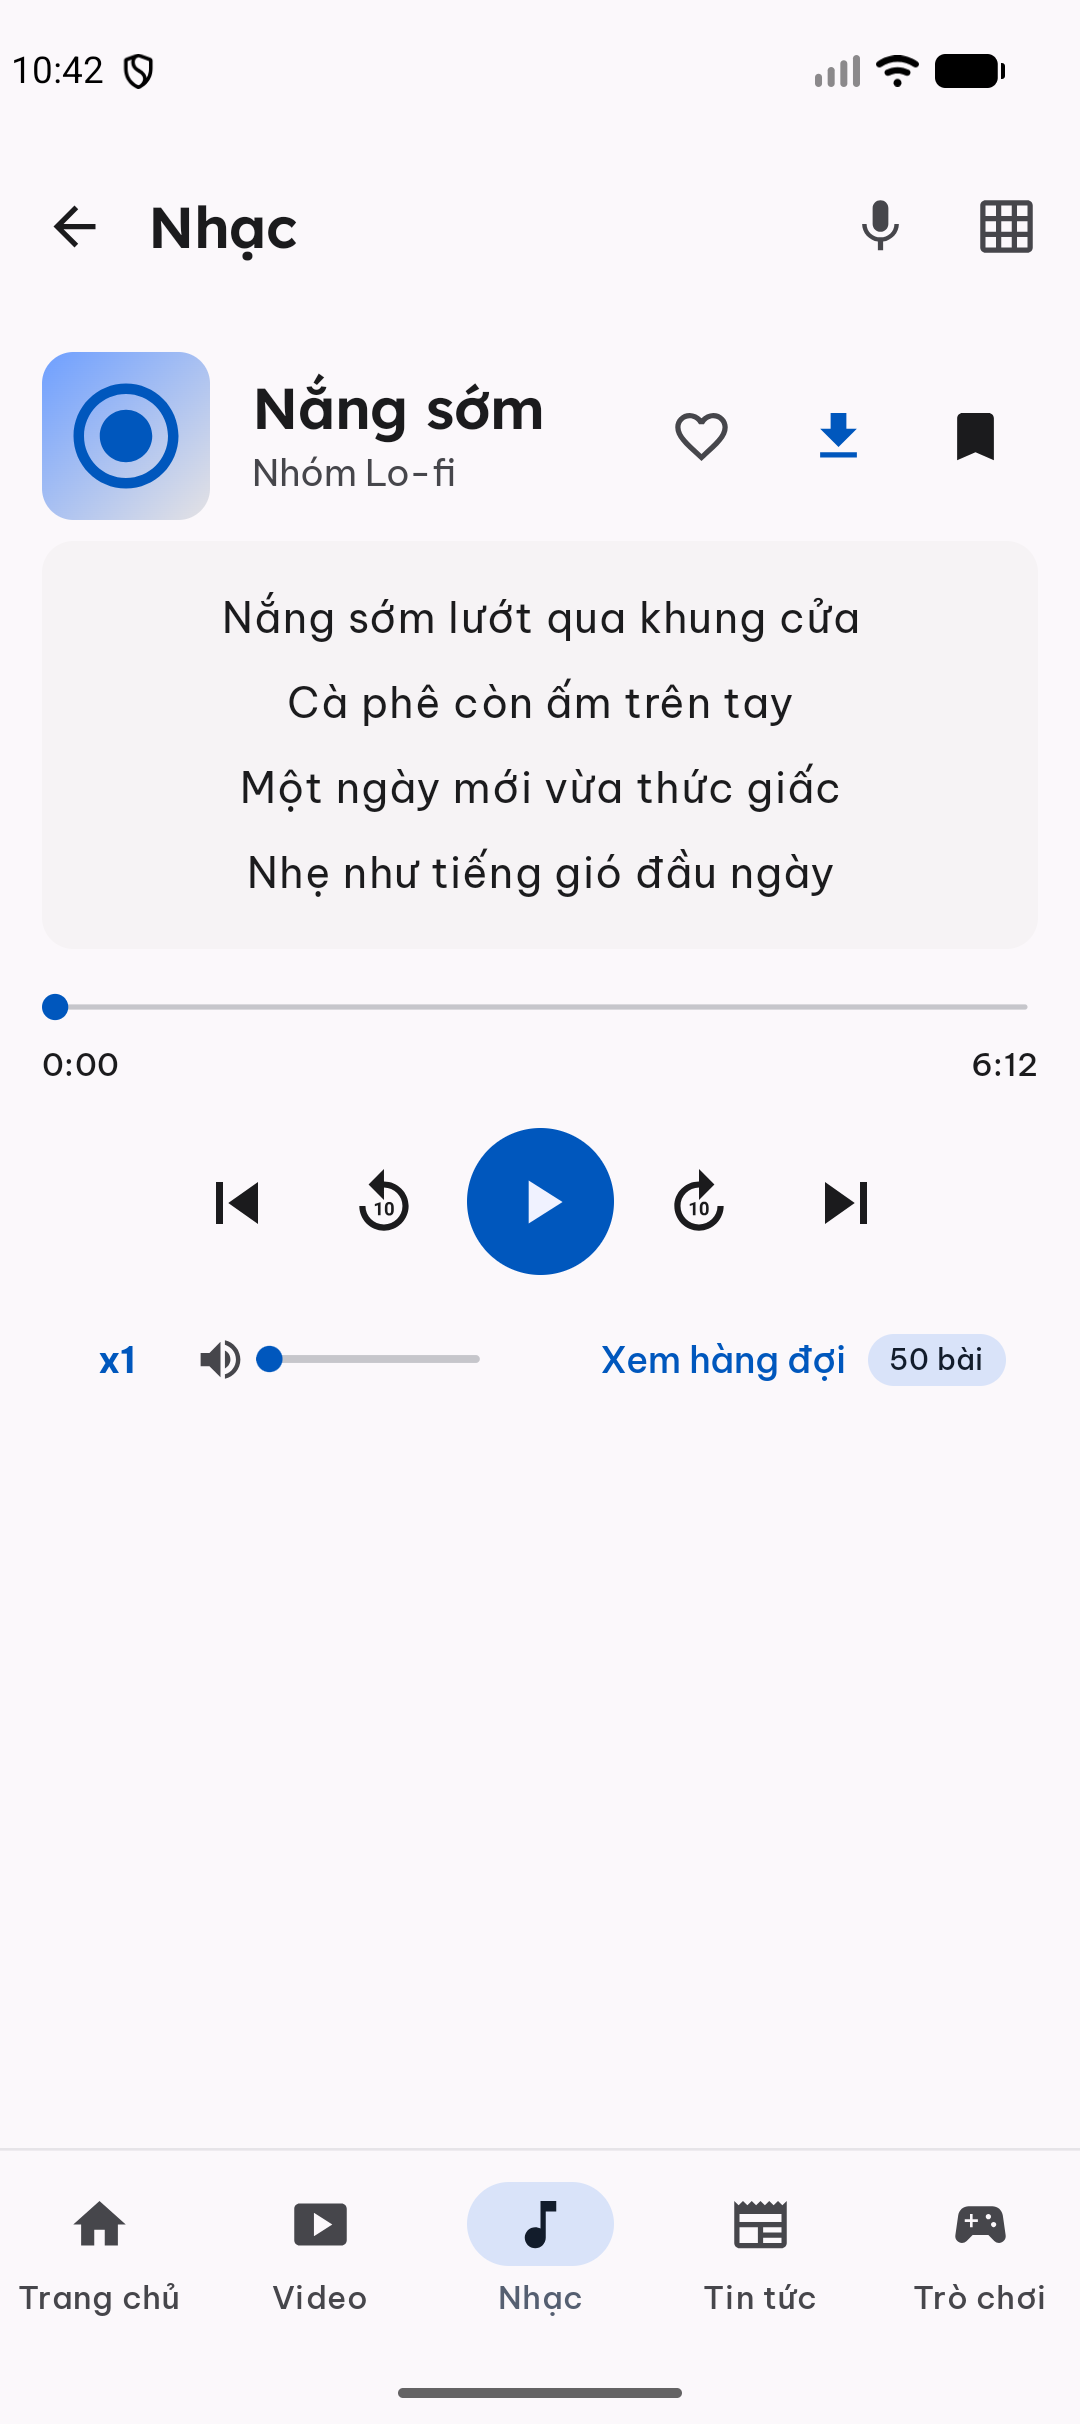 10:42
Nhạc
Nắng sớm
Nhóm Lo-fi
Nắng sớm lướt qua khung cửa
Cà phê còn ấm trên tay
Một ngày mới vừa thức giấc
Nhẹ như tiếng gió đầu ngày
0:00 6:12
10 10
x1 Xem hàng đợi 50 bài
Trang chủ Video Nhạc Tin tức Trò chơi